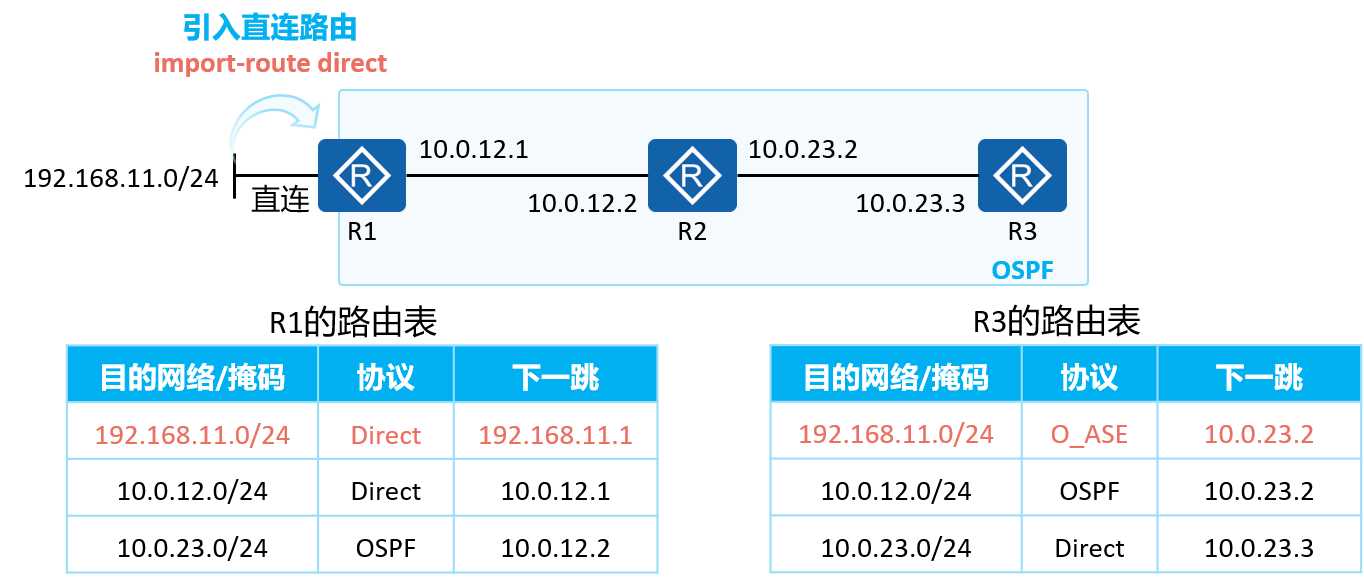 引入直连路由
import-route direct
10.0.12.1
10.0.23.2
192.168.11.0/24
直连
R
R
R
10.0.12.2
10.0.23.3
R1
R2
R3
OSPF
R1的路由表
目的网络/掩码 协议 下一跳
192.168.11.0/24 Direct 192.168.11.1
10.0.12.0/24 Direct 10.0.12.1
10.0.23.0/24 OSPF 10.0.12.2
R3的路由表
目的网络/掩码 协议 下一跳
192.168.11.0/24 O_ASE 10.0.23.2
10.0.12.0/24 OSPF 10.0.23.2
10.0.23.0/24 Direct 10.0.23.3